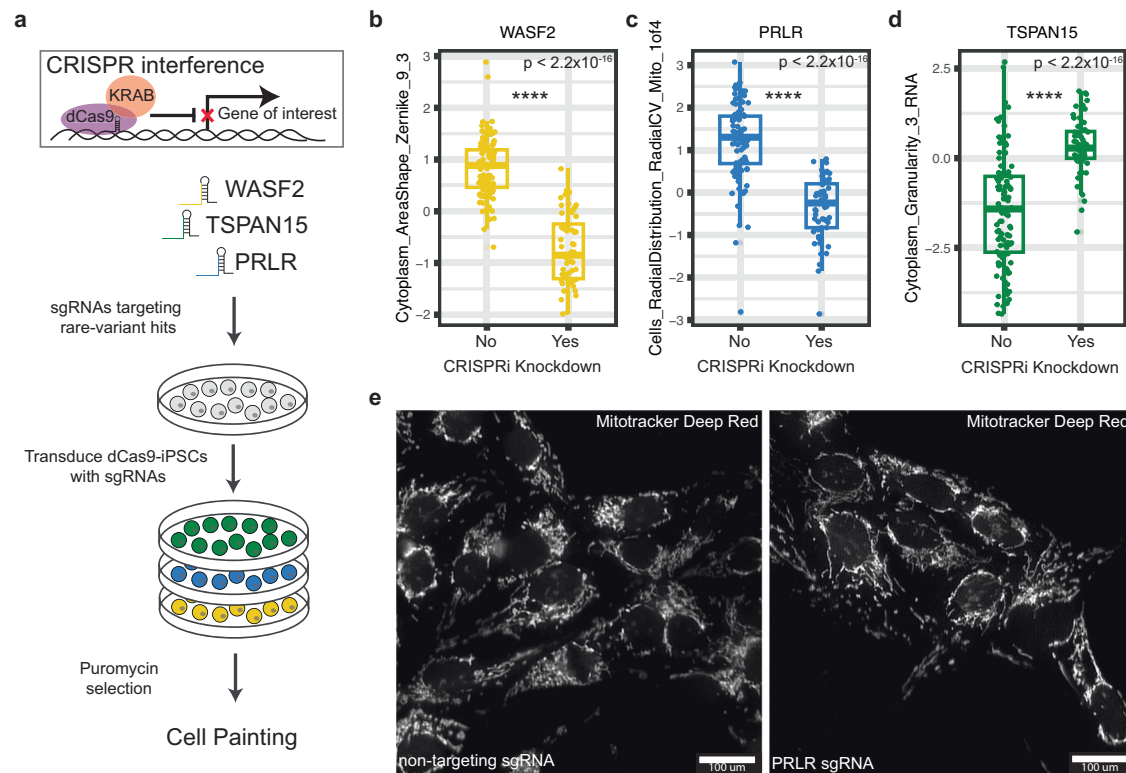 a
CRISPR interference
KRAB
dCas9
Gene of interest
WASF2
TSPAN15
PRLR
sgRNAs targeting
rare-variant hits
Transduce dCas9-iPSCs
with sgRNAs
Puromycin
selection
Cell Painting
b
WASF2
p < 2.2x10-16
****
Cytoplasm_AreaShape_Zernike_9_3
3
2
1
0
−1
−2
No Yes
CRISPRi Knockdown
c
PRLR
p < 2.2x10-16
****
Cells_RadialDistribution_RadialCV_Mito_1of4
3
2
1
0
−1
−2
−3
No Yes
CRISPRi Knockdown
d
TSPAN15
p < 2.2x10-16
****
Cytoplasm_Granularity_3_RNA
2.5
0.0
−2.5
No Yes
CRISPRi Knockdown
e
Mitotracker Deep Red
non-targeting sgRNA
100 um
Mitotracker Deep Red
PRLR sgRNA
100 um